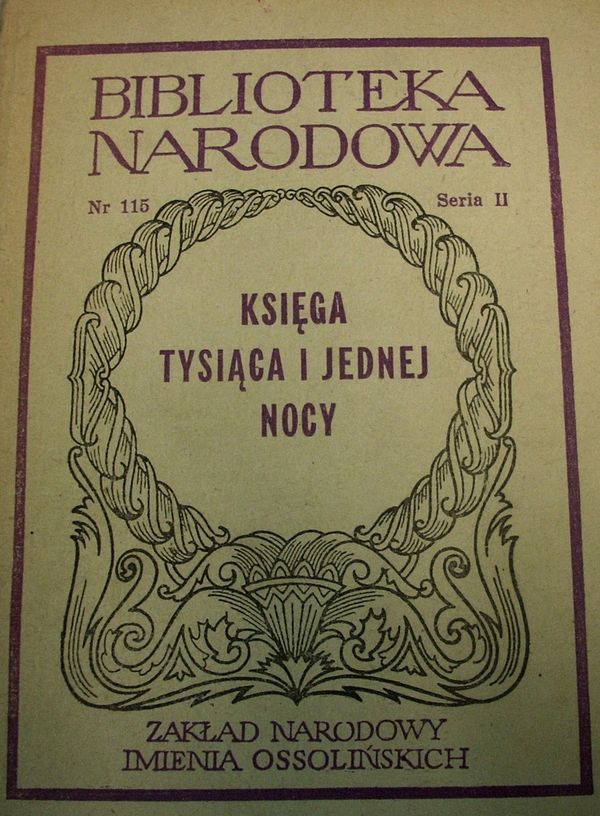 BIBLIOTEKA
NARODOWA
Nr 115 Seria II
KSIĘGA
TYSIĄCA I JEDNEJ
NOCY
ZAKŁAD NARODOWY
IMIENIA OSSOLIŃSKICH